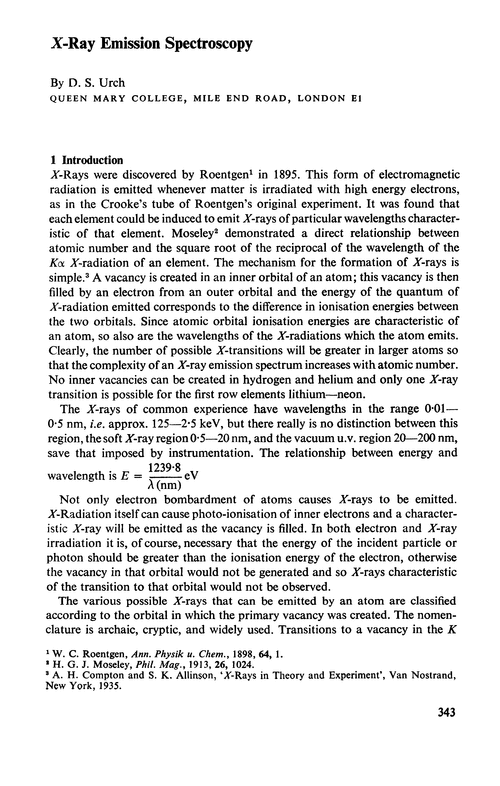 X-Ray Emission Spectroscopy
By D. S. Urch
QUEEN MARY COLLEGE, MILE END ROAD, LONDON E1
1 Introduction
X-Rays were discovered by Roentgen¹ in 1895. This form of electromagnetic
radiation is emitted whenever matter is irradiated with high energy electrons,
as in the Crooke's tube of Roentgen's original experiment. It was found that
each element could be induced to emit X-rays of particular wavelengths character-
istic of that element. Moseley² demonstrated a direct relationship between
atomic number and the square root of the reciprocal of the wavelength of the
Kα X-radiation of an element. The mechanism for the formation of X-rays is
simple.³ A vacancy is created in an inner orbital of an atom; this vacancy is then
filled by an electron from an outer orbital and the energy of the quantum of
X-radiation emitted corresponds to the difference in ionisation energies between
the two orbitals. Since atomic orbital ionisation energies are characteristic of
an atom, so also are the wavelengths of the X-radiations which the atom emits.
Clearly, the number of possible X-transitions will be greater in larger atoms so
that the complexity of an X-ray emission spectrum increases with atomic number.
No inner vacancies can be created in hydrogen and helium and only one X-ray
transition is possible for the first row elements lithium—neon.
The X-rays of common experience have wavelengths in the range 0·01—
0·5 nm, i.e. approx. 125—2·5 keV, but there really is no distinction between this
region, the soft X-ray region 0·5—20 nm, and the vacuum u.v. region 20—200 nm,
save that imposed by instrumentation. The relationship between energy and
wavelength is E = 1239·8 / λ (nm) eV
Not only electron bombardment of atoms causes X-rays to be emitted.
X-Radiation itself can cause photo-ionisation of inner electrons and a character-
istic X-ray will be emitted as the vacancy is filled. In both electron and X-ray
irradiation it is, of course, necessary that the energy of the incident particle or
photon should be greater than the ionisation energy of the electron, otherwise
the vacancy in that orbital would not be generated and so X-rays characteristic
of the transition to that orbital would not be observed.
The various possible X-rays that can be emitted by an atom are classified
according to the orbital in which the primary vacancy was created. The nomen-
clature is archaic, cryptic, and widely used. Transitions to a vacancy in the K
¹ W. C. Roentgen, Ann. Physik u. Chem., 1898, 64, 1.
² H. G. J. Moseley, Phil. Mag., 1913, 26, 1024.
³ A. H. Compton and S. K. Allinson, 'X-Rays in Theory and Experiment', Van Nostrand,
New York, 1935.
343